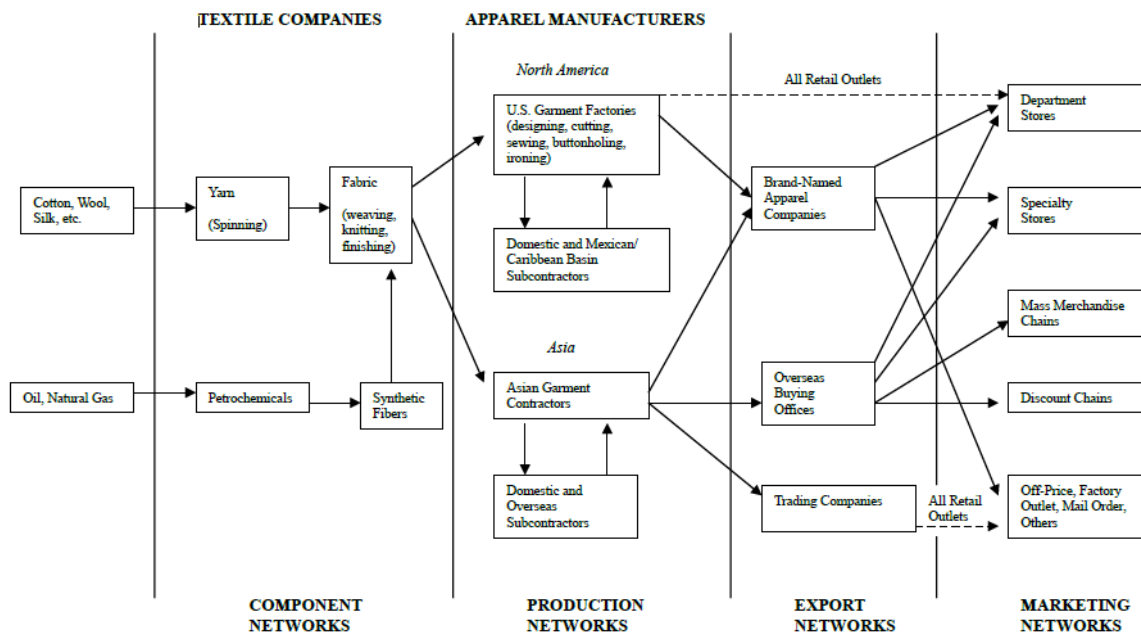 TEXTILE COMPANIES
APPAREL MANUFACTURERS
North America
All Retail Outlets
U.S. Garment Factories
(designing, cutting,
sewing, buttonholing,
ironing)
Department
Stores
Cotton, Wool,
Silk, etc.
Yarn
(Spinning)
Fabric
(weaving,
knitting,
finishing)
Brand-Named
Apparel
Companies
Specialty
Stores
Domestic and Mexican/
Caribbean Basin
Subcontractors
Mass Merchandise
Chains
Asia
Oil, Natural Gas
Petrochemicals
Synthetic
Fibers
Asian Garment
Contractors
Overseas
Buying
Offices
Discount Chains
Domestic and
Overseas
Subcontractors
Trading Companies
All Retail
Outlets
Off-Price, Factory
Outlet, Mail Order,
Others
COMPONENT
NETWORKS
PRODUCTION
NETWORKS
EXPORT
NETWORKS
MARKETING
NETWORKS